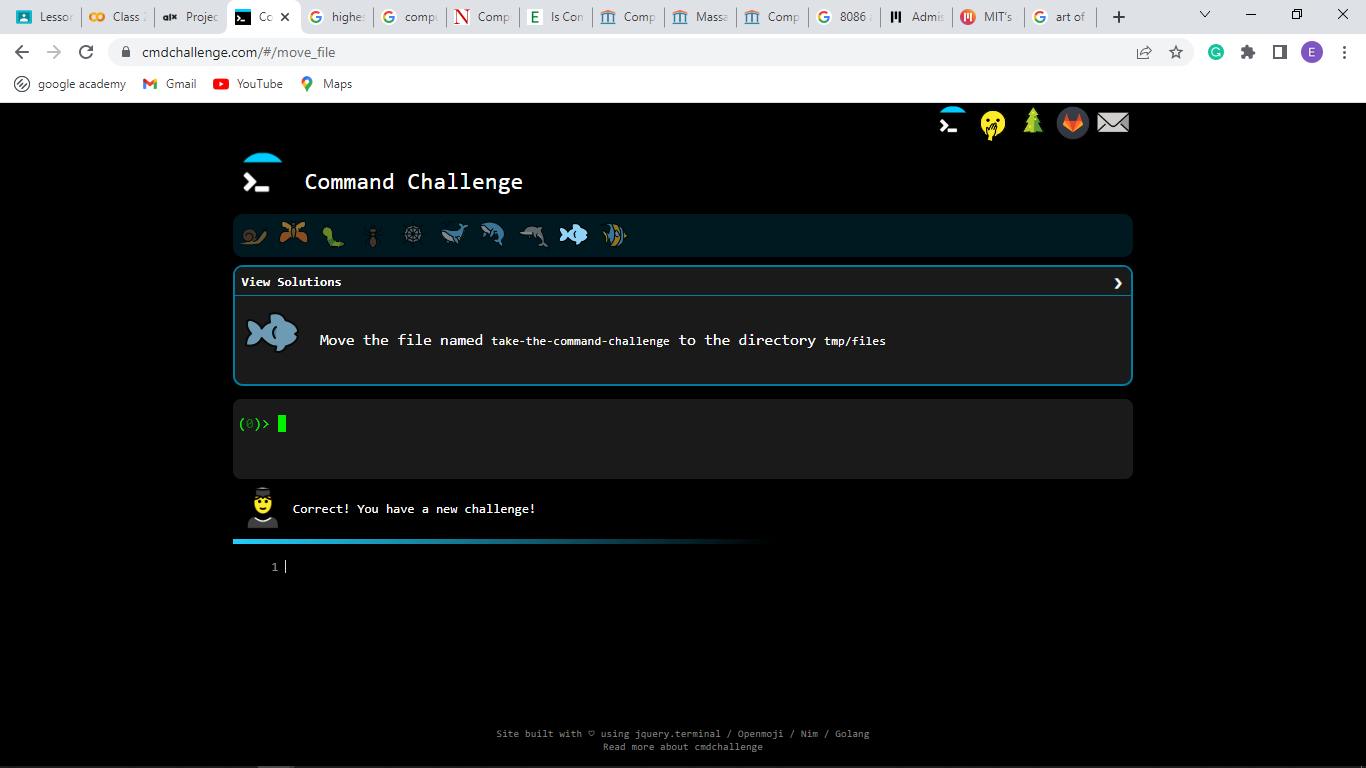 Lesson
Class
alx Projec
Co
highe
compu
Comp
Is Con
Comp
Massa
Comp
8086
Admis
MIT's
art of
cmdchallenge.com/#/move_file
E
google academy
Gmail
YouTube
Maps
Command Challenge
View Solutions
Move the file named take-the-command-challenge to the directory tmp/files
(0)>
Correct! You have a new challenge!
1
Site built with ♡ using jquery.terminal / Openmoji / Nim / Golang
Read more about cmdchallenge